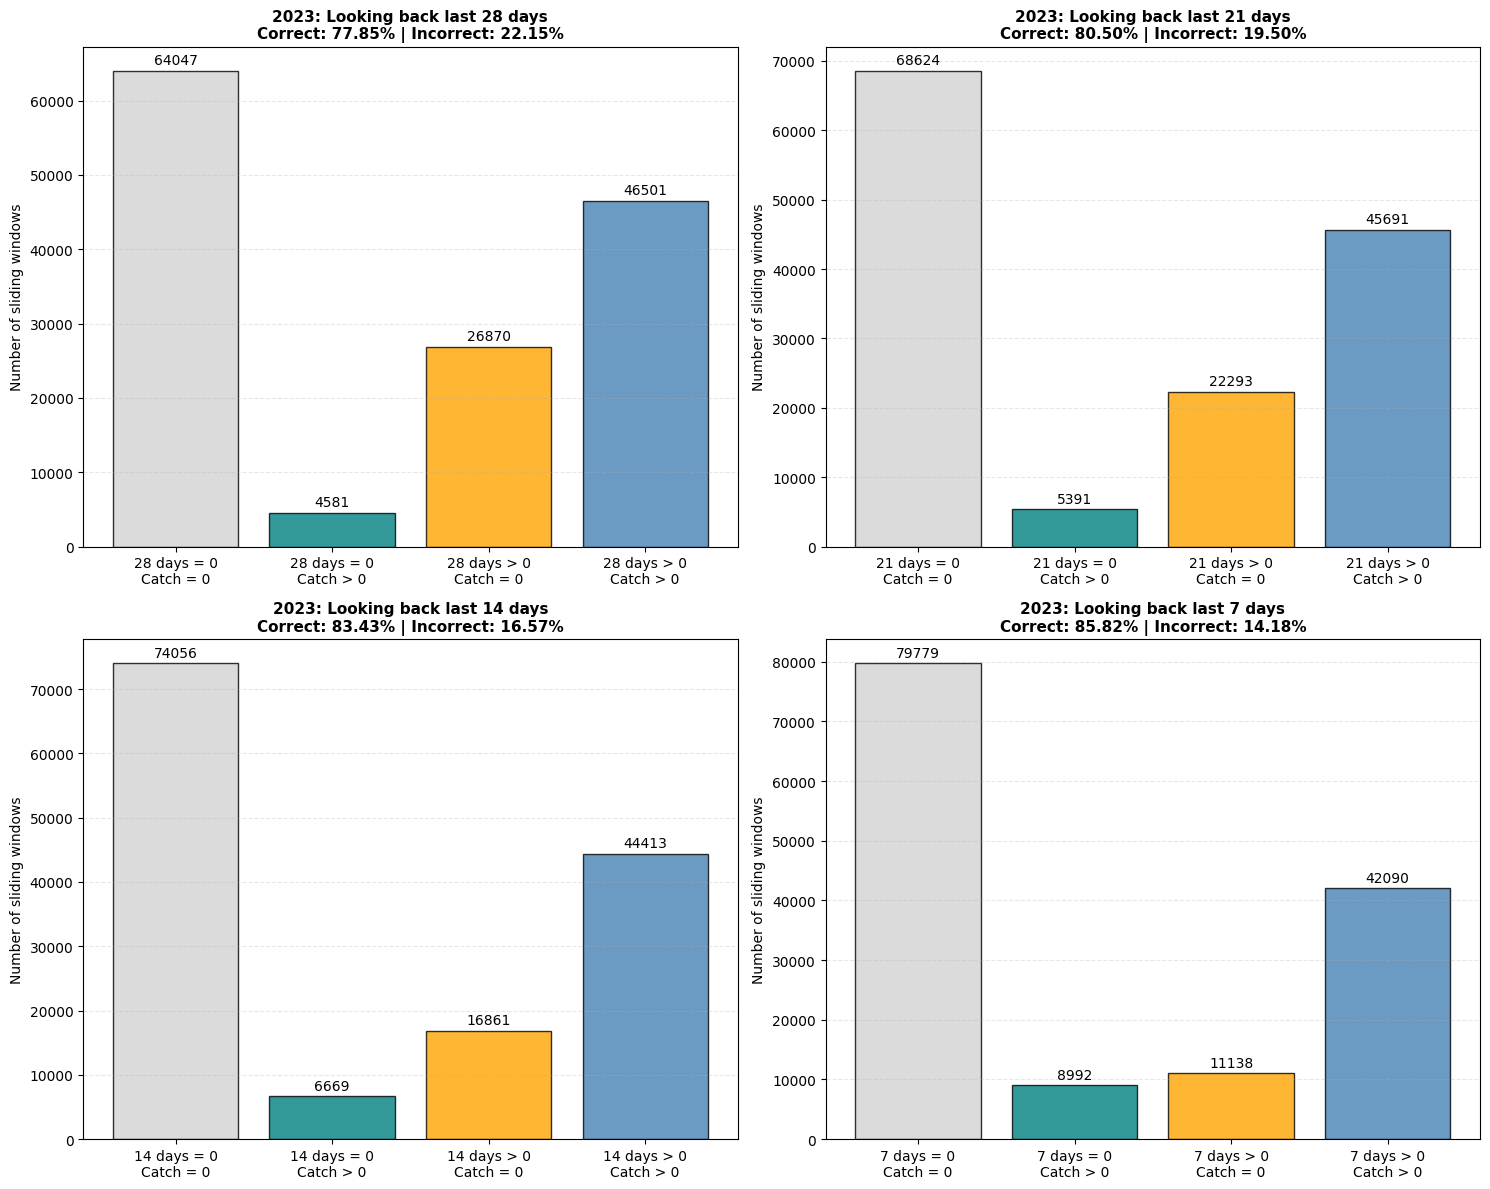 2023: Looking back last 28 days
Correct: 77.85% | Incorrect: 22.15%
Number of sliding windows
60000
50000
40000
30000
20000
10000
0
64047
4581
26870
46501
28 days = 0
Catch = 0
28 days = 0
Catch > 0
28 days > 0
Catch = 0
28 days > 0
Catch > 0
2023: Looking back last 21 days
Correct: 80.50% | Incorrect: 19.50%
Number of sliding windows
70000
60000
50000
40000
30000
20000
10000
0
68624
5391
22293
45691
21 days = 0
Catch = 0
21 days = 0
Catch > 0
21 days > 0
Catch = 0
21 days > 0
Catch > 0
2023: Looking back last 14 days
Correct: 83.43% | Incorrect: 16.57%
Number of sliding windows
70000
60000
50000
40000
30000
20000
10000
0
74056
6669
16861
44413
14 days = 0
Catch = 0
14 days = 0
Catch > 0
14 days > 0
Catch = 0
14 days > 0
Catch > 0
2023: Looking back last 7 days
Correct: 85.82% | Incorrect: 14.18%
Number of sliding windows
80000
70000
60000
50000
40000
30000
20000
10000
0
79779
8992
11138
42090
7 days = 0
Catch = 0
7 days = 0
Catch > 0
7 days > 0
Catch = 0
7 days > 0
Catch > 0